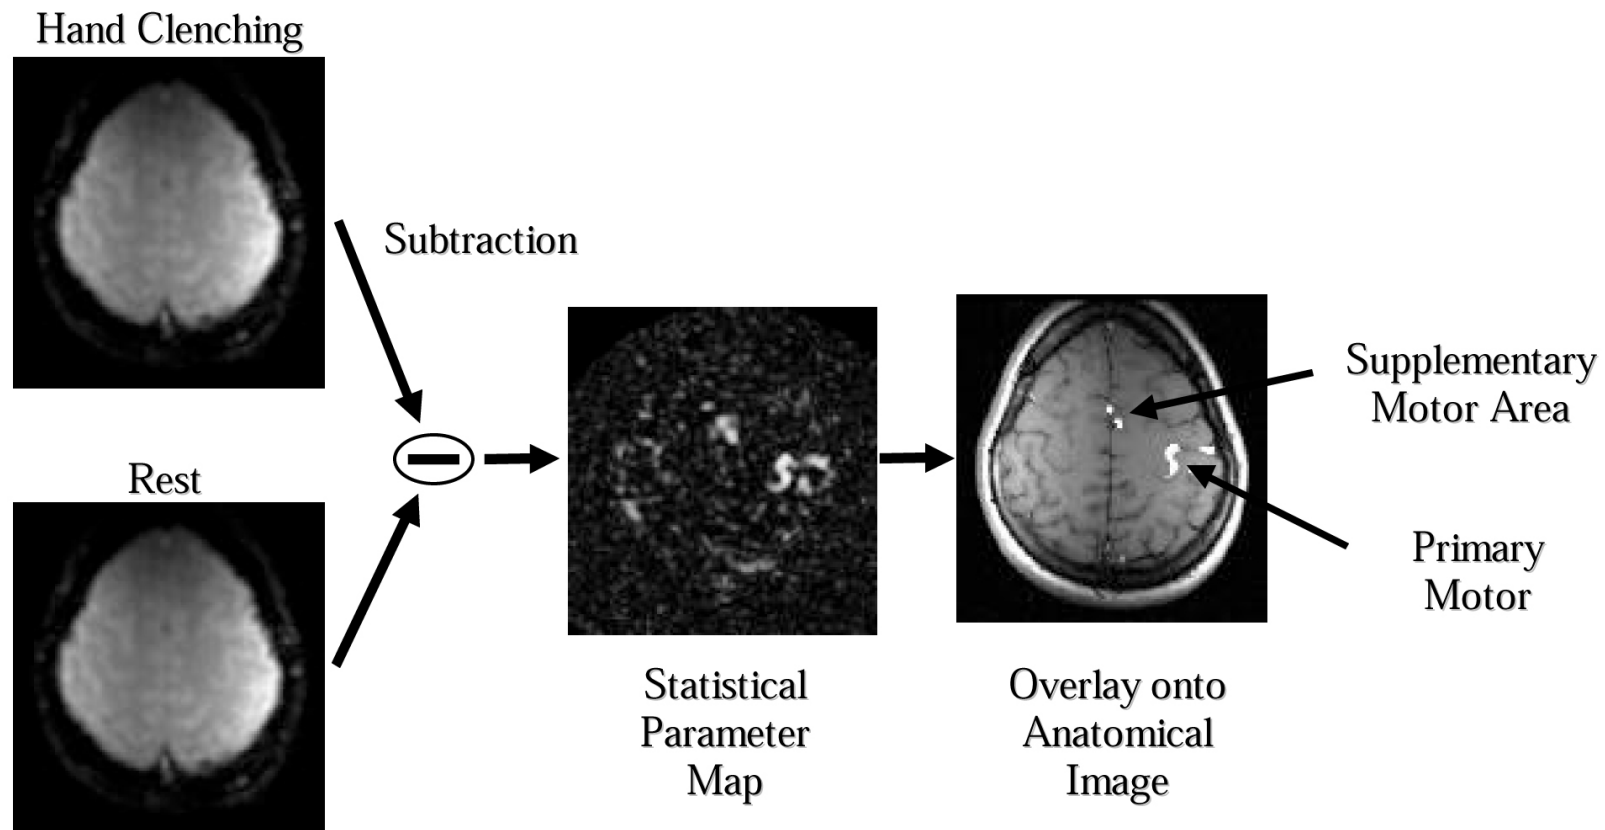 Hand Clenching
Subtraction
Rest
Supplementary
Motor Area
Primary
Motor
Statistical
Parameter
Map
Overlay onto
Anatomical
Image